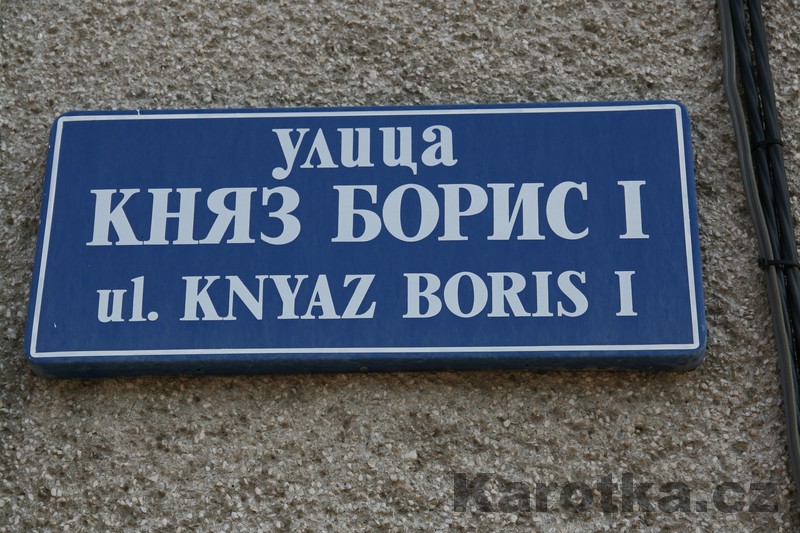 улица
КНЯЗ БОРИС I
ul. KNYAZ BORIS I
Karotka.cz